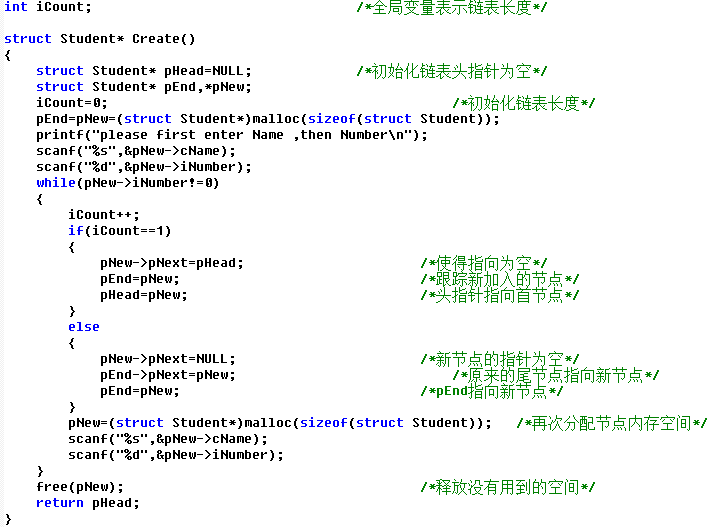 int iCount; /*全局变量表示链表长度*/
struct Student* Create()
{
struct Student* pHead=NULL; /*初始化链表头指针为空*/
struct Student* pEnd,*pNew;
iCount=0; /*初始化链表长度*/
pEnd=pNew=(struct Student*)malloc(sizeof(struct Student));
printf("please first enter Name ,then Number\n");
scanf("%s",&pNew->cName);
scanf("%d",&pNew->iNumber);
while(pNew->iNumber!=0)
{
iCount++;
if(iCount==1)
{
pNew->pNext=pHead; /*使得指向为空*/
pEnd=pNew; /*跟踪新加入的节点*/
pHead=pNew; /*头指针指向首节点*/
}
else
{
pNew->pNext=NULL; /*新节点的指针为空*/
pEnd->pNext=pNew; /*原来的尾节点指向新节点*/
pEnd=pNew; /*pEnd指向新节点*/
}
pNew=(struct Student*)malloc(sizeof(struct Student)); /*再次分配节点内存空间*/
scanf("%s",&pNew->cName);
scanf("%d",&pNew->iNumber);
}
free(pNew); /*释放没有用到的空间*/
return pHead;
}